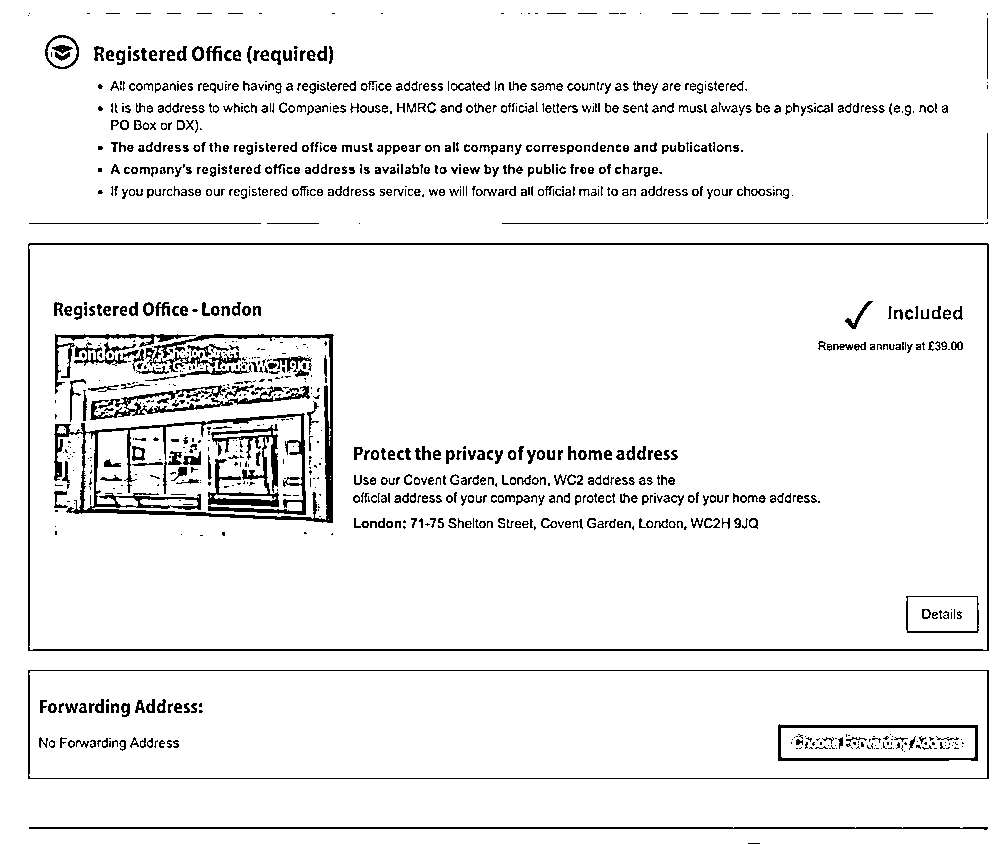 Registered Office (required)
• All companies require having a registered office address located in the same country as they are registered.
• It is the address to which all Companies House, HMRC and other official letters will be sent and must always be a physical address (e.g. not a
PO Box or DX).
• The address of the registered office must appear on all company correspondence and publications.
• A company's registered office address is available to view by the public free of charge.
• If you purchase our registered office address service, we will forward all official mail to an address of your choosing.
Registered Office - London
Included
Renewed annually at £39.00
London: 71-75 Shelton Street
Covent Garden, London WC2H 9JQ
Protect the privacy of your home address
Use our Covent Garden, London, WC2 address as the
official address of your company and protect the privacy of your home address.
London: 71-75 Shelton Street, Covent Garden, London, WC2H 9JQ
Details
Forwarding Address:
No Forwarding Address
Choose Forwarding Address